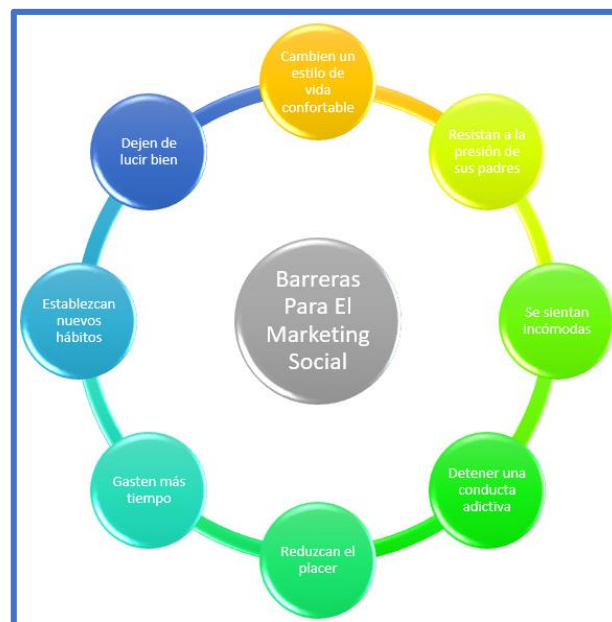 Cambien un
estilo de
vida
confortable
Resistan a la
presión de
sus padres
Se sientan
incómodas
Detener una
conducta
adictiva
Reduzcan el
placer
Gasten más
tiempo
Establezcan
nuevos
hábitos
Dejen de
lucir bien
Barreras
Para El
Marketing
Social